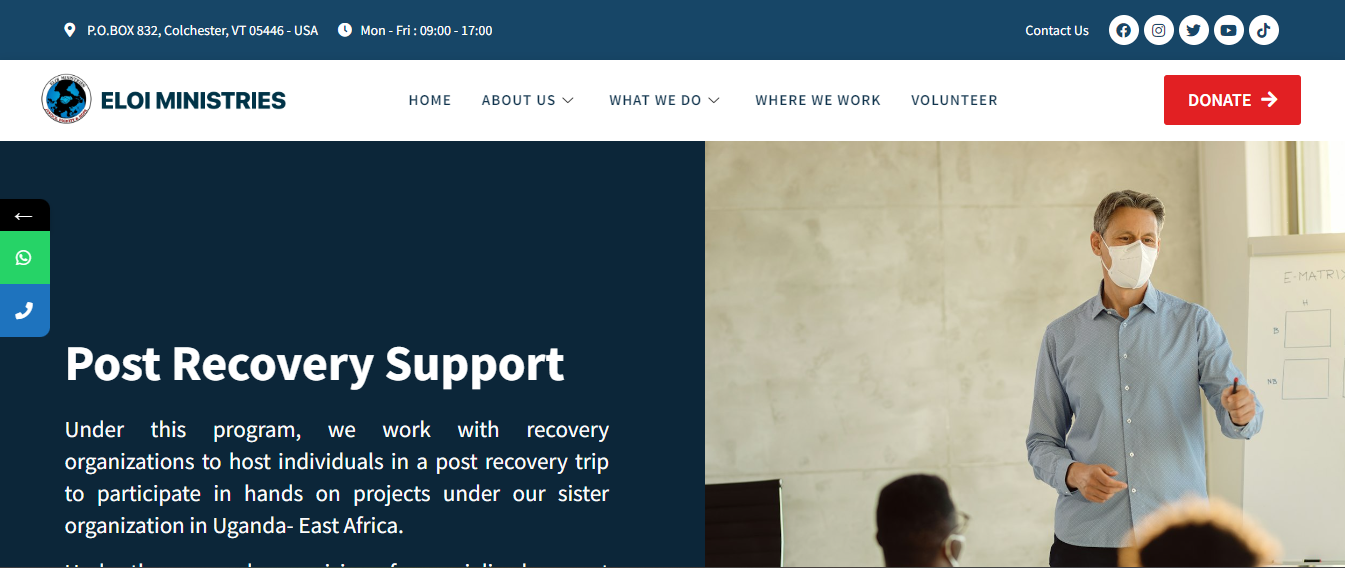 P.O.BOX 832, Colchester, VT 05446 - USA
Mon - Fri : 09:00 - 17:00
Contact Us
ELOI MINISTRIES
HOME
ABOUT US
WHAT WE DO
WHERE WE WORK
VOLUNTEER
DONATE
Post Recovery Support
Under this program, we work with recovery
organizations to host individuals in a post recovery trip
to participate in hands on projects under our sister
organization in Uganda- East Africa.
E-MATRIX
H
B
NB